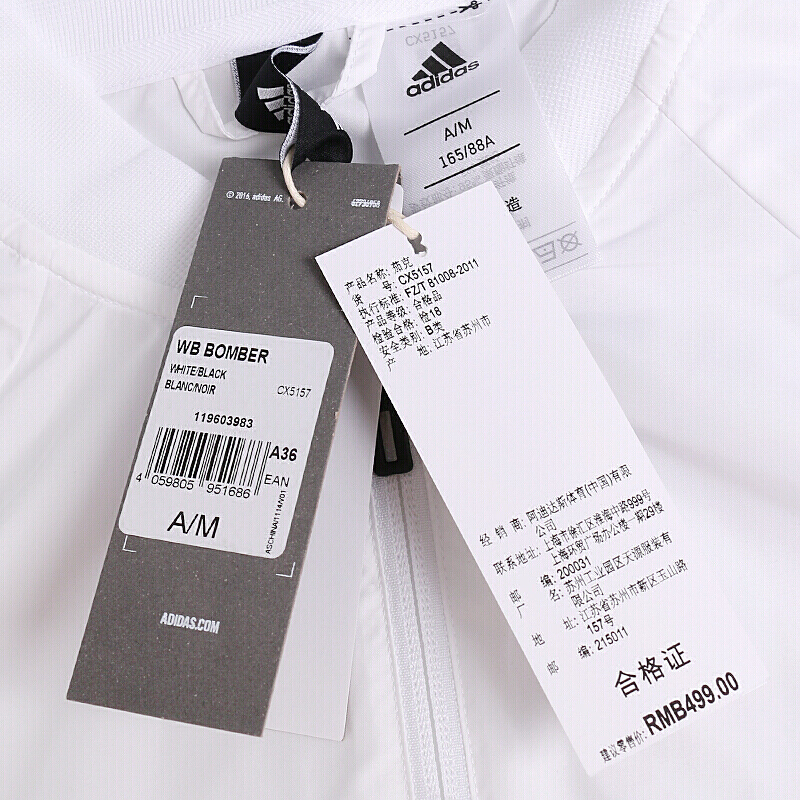 CX5157
adidas
A/M
165/88A
造
© 2016, adidas AG.
WB BOMBER
WHITE/BLACK
BLANC/NOIR
CX5157
119603983
A36
4 059805 951686
EAN
A/M
ASCHINA/1114/V01
ADIDAS.COM
产品名称: 茄克
货 号: CX5157
执行标准: FZ/T 81008-2011
产品等级: 合格品
检验合格: 检18
安全类别: B类
产 地: 江苏省苏州市
经 销 商: 阿迪达斯体育(中国)有限
公司
联系地址: 上海市徐汇区淮海中路999号
上海环贸广场办公楼一期29楼
邮 编: 200031
厂 名: 苏州工业园区天源服装有
限公司
地 址: 江苏省苏州市新区玉山路
157号
邮 编: 215011
合格证
建议零售价: RMB499.00